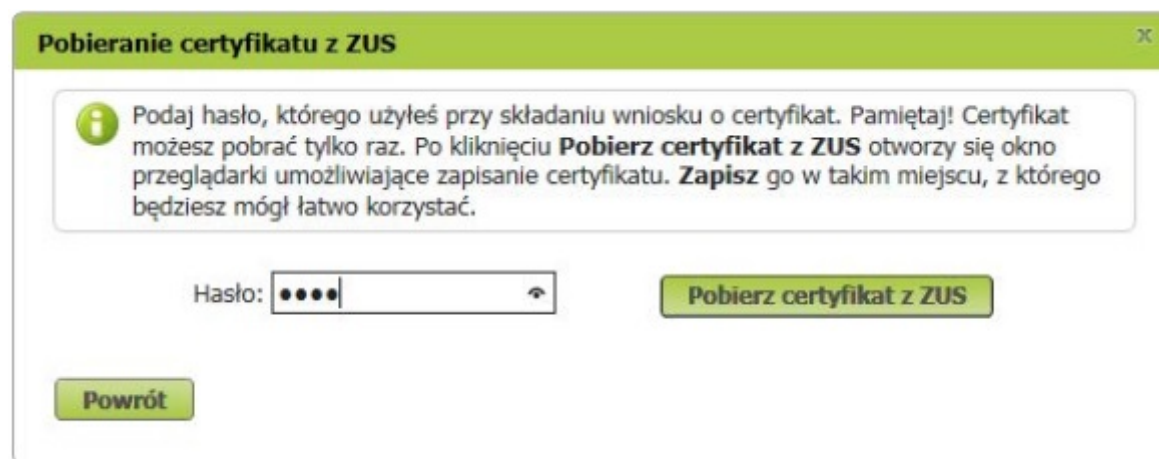 Pobieranie certyfikatu z ZUS
Podaj hasło, którego użyłeś przy składaniu wniosku o certyfikat. Pamiętaj! Certyfikat
możesz pobrać tylko raz. Po kliknięciu Pobierz certyfikat z ZUS otworzy się okno
przeglądarki umożliwiające zapisanie certyfikatu. Zapisz go w takim miejscu, z którego
będziesz mógł łatwo korzystać.
Hasło: ●●●● Pobierz certyfikat z ZUS
Powrót